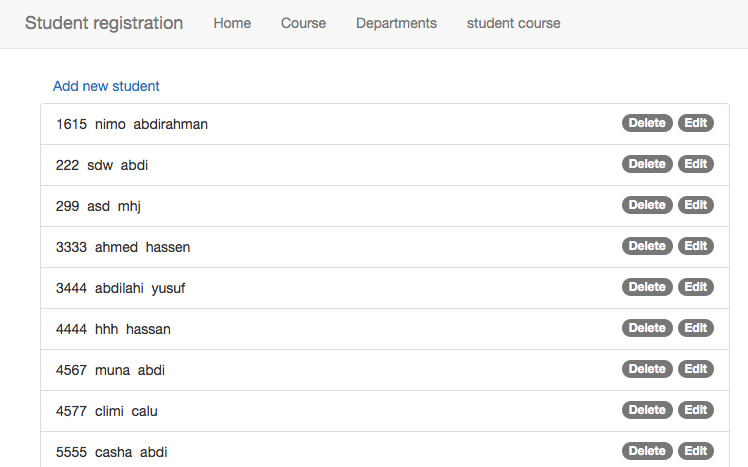 Student registration Home Course Departments student course
Add new student
1615 nimo abdirahman Delete Edit
222 sdw abdi Delete Edit
299 asd mhj Delete Edit
3333 ahmed hassen Delete Edit
3444 abdilahi yusuf Delete Edit
4444 hhh hassan Delete Edit
4567 muna abdi Delete Edit
4577 climi calu Delete Edit
5555 casha abdi Delete Edit